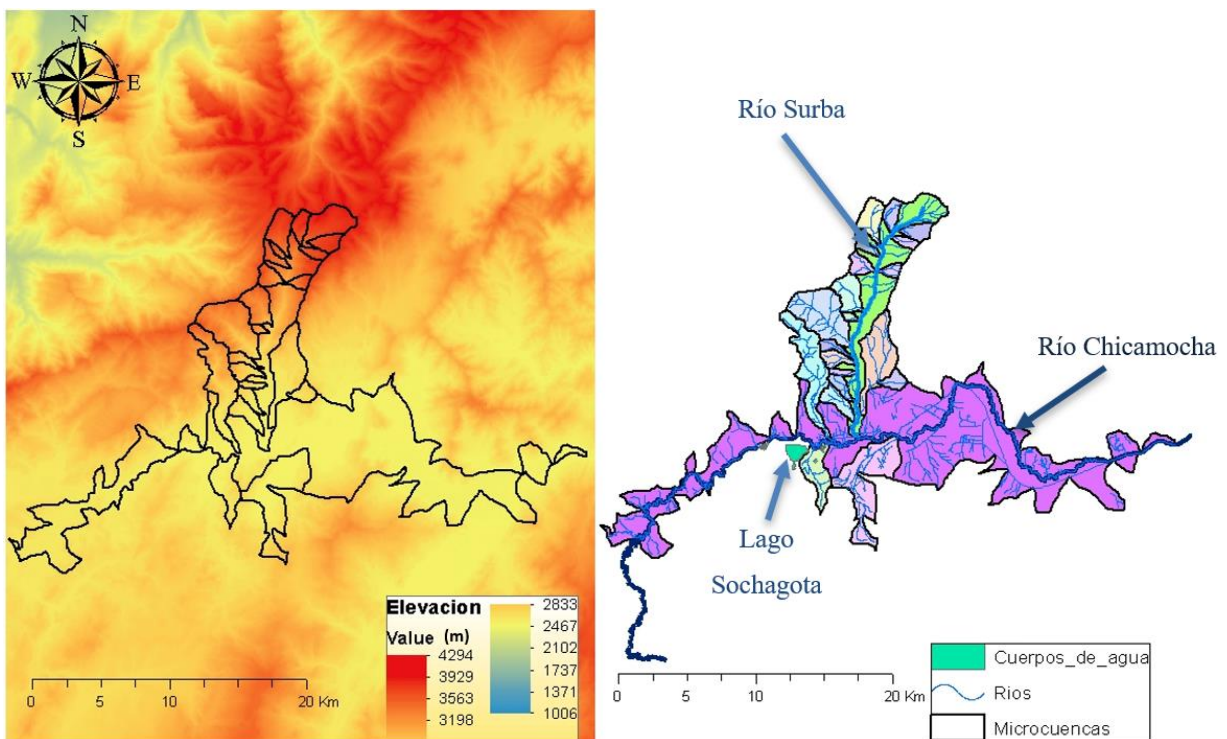 N
W
E
S
Elevacion
Value (m)
4294
3929
3563
3198
2833
2467
2102
1737
1371
1006
0 5 10 20 Km
Río Surba
Río Chicamocha
Lago
Sochagota
0 5 10 20 Km
Cuerpos_de_agua
Rios
Microcuencas